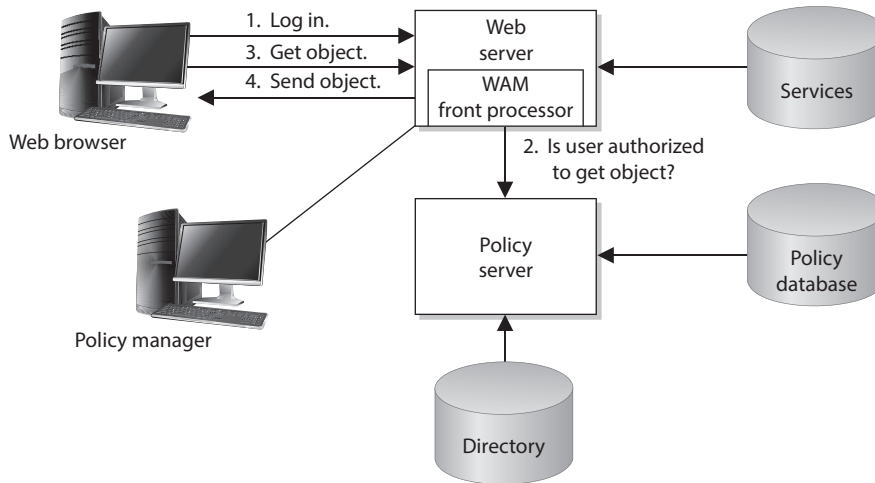 1. Log in.
3. Get object.
4. Send object.
Web browser
Web
server
WAM
front processor
Services
2. Is user authorized
to get object?
Policy manager
Policy
server
Policy
database
Directory